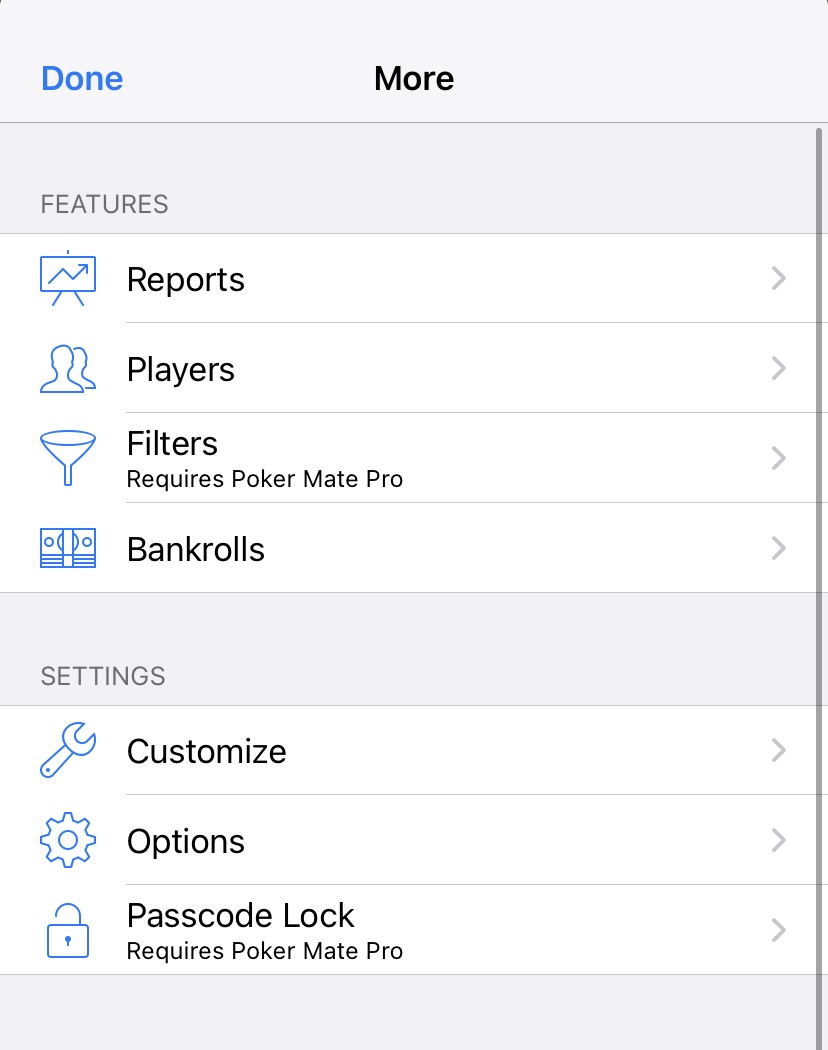 Done
More
FEATURES
Reports
Players
Filters
Requires Poker Mate Pro
Bankrolls
SETTINGS
Customize
Options
Passcode Lock
Requires Poker Mate Pro